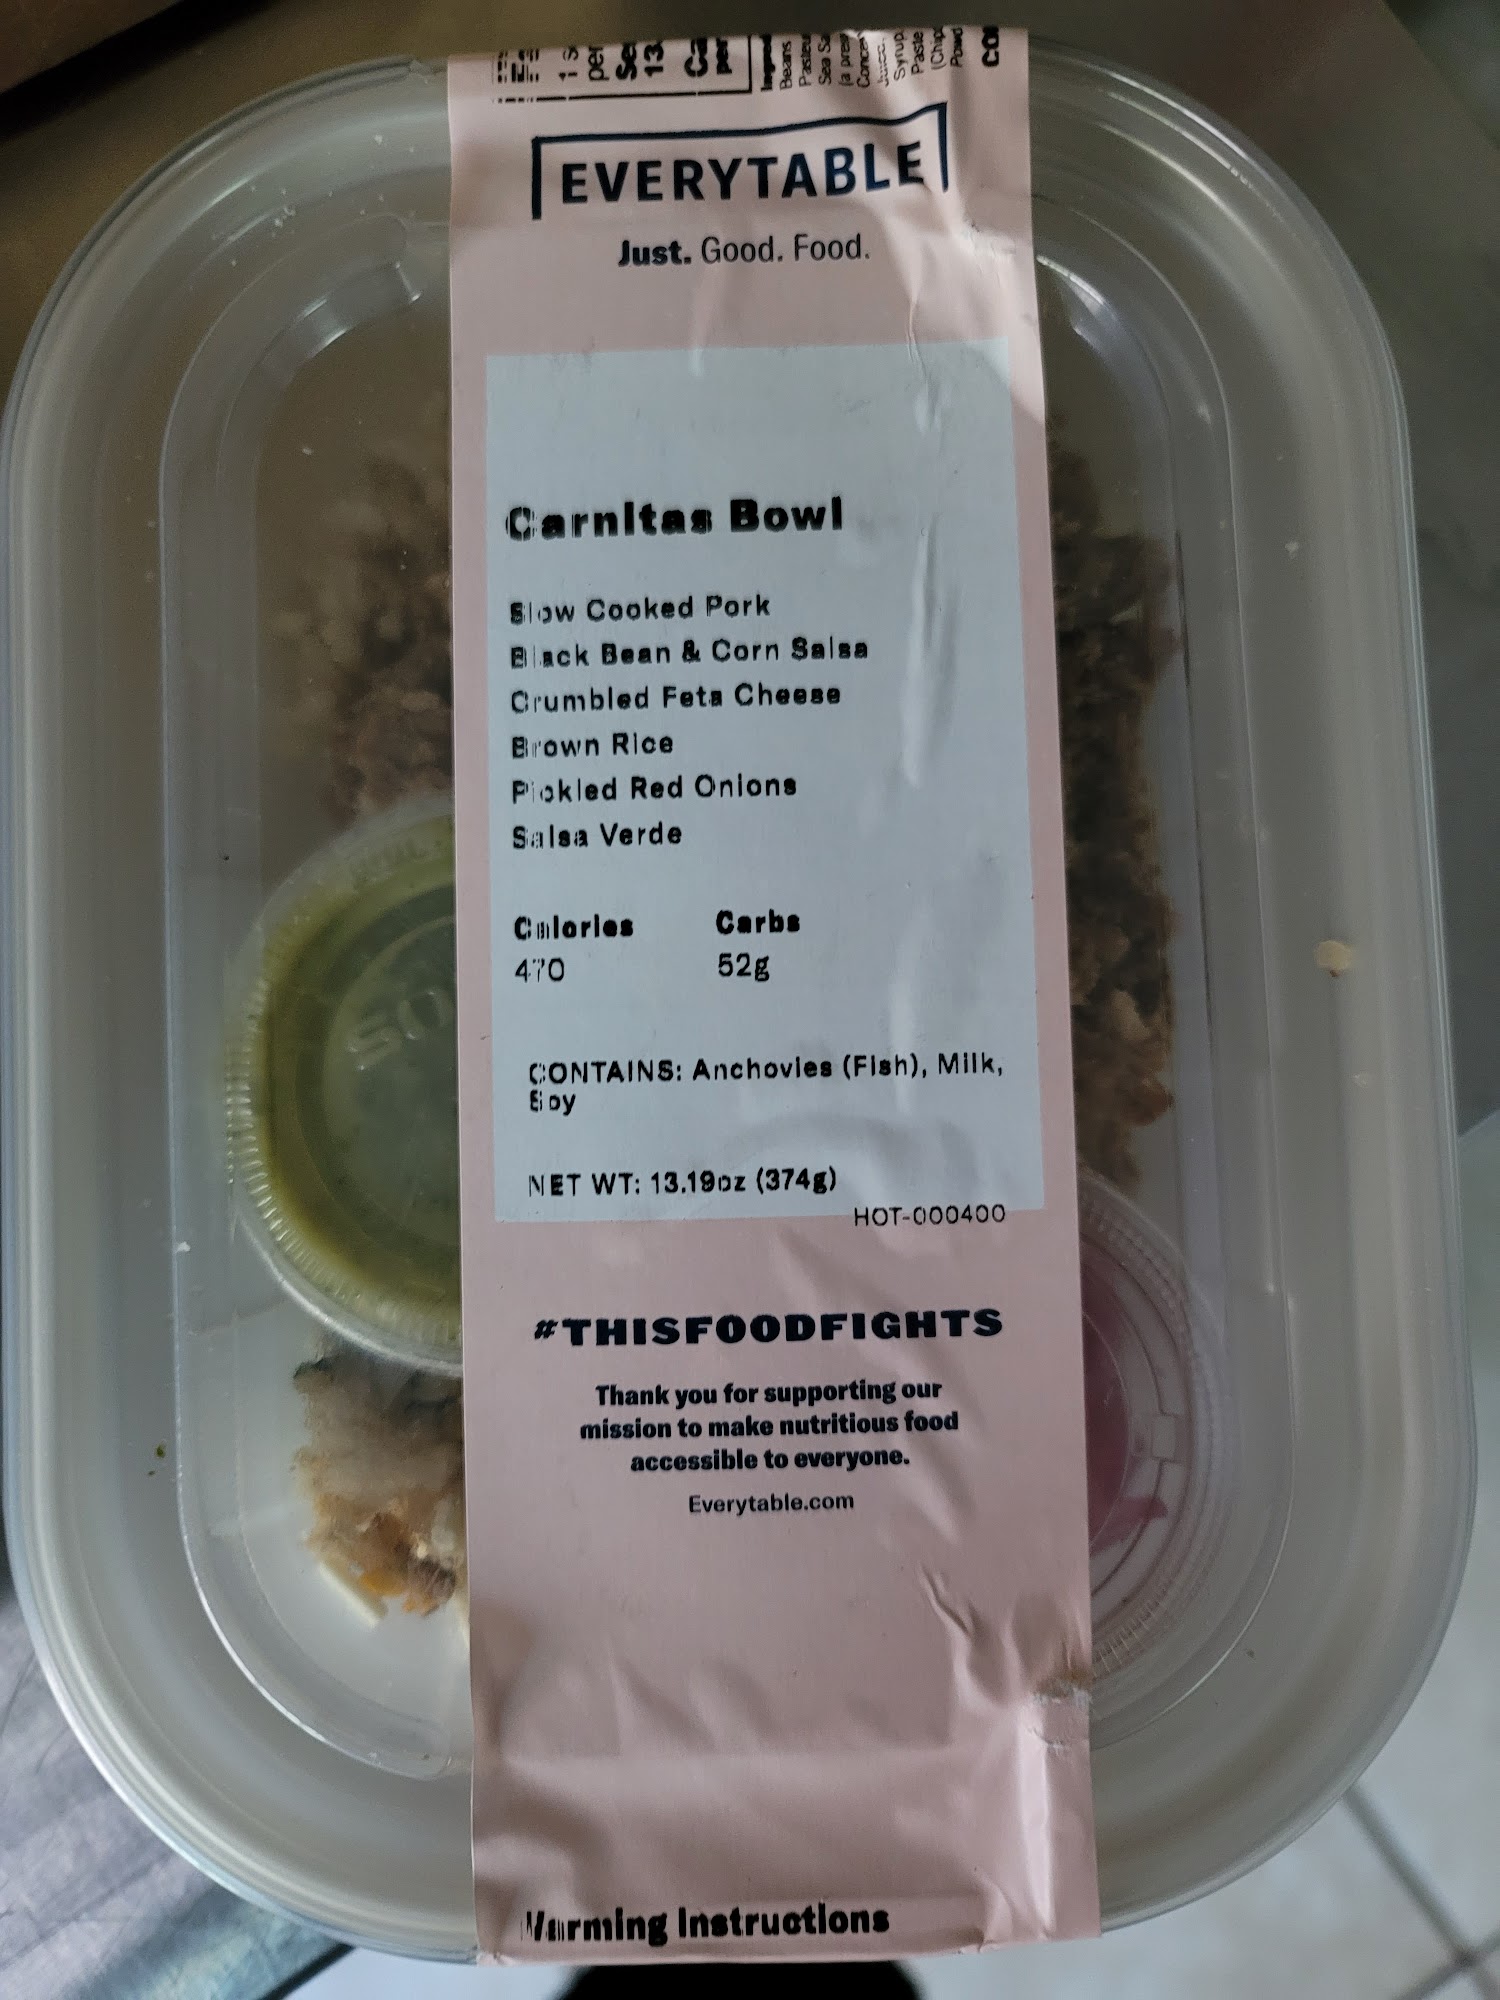 EVERYTABLE
Just. Good. Food.
Carnitas Bowl
Slow Cooked Pork
Black Bean & Corn Salsa
Crumbled Feta Cheese
Brown Rice
Pickled Red Onions
Salsa Verde
Calories Carbs
470 52g
CONTAINS: Anchovies (Fish), Milk,
Soy
NET WT: 13.19oz (374g)
HOT-000400
#THISFOODFIGHTS
Thank you for supporting our
mission to make nutritious food
accessible to everyone.
Everytable.com
Warming Instructions